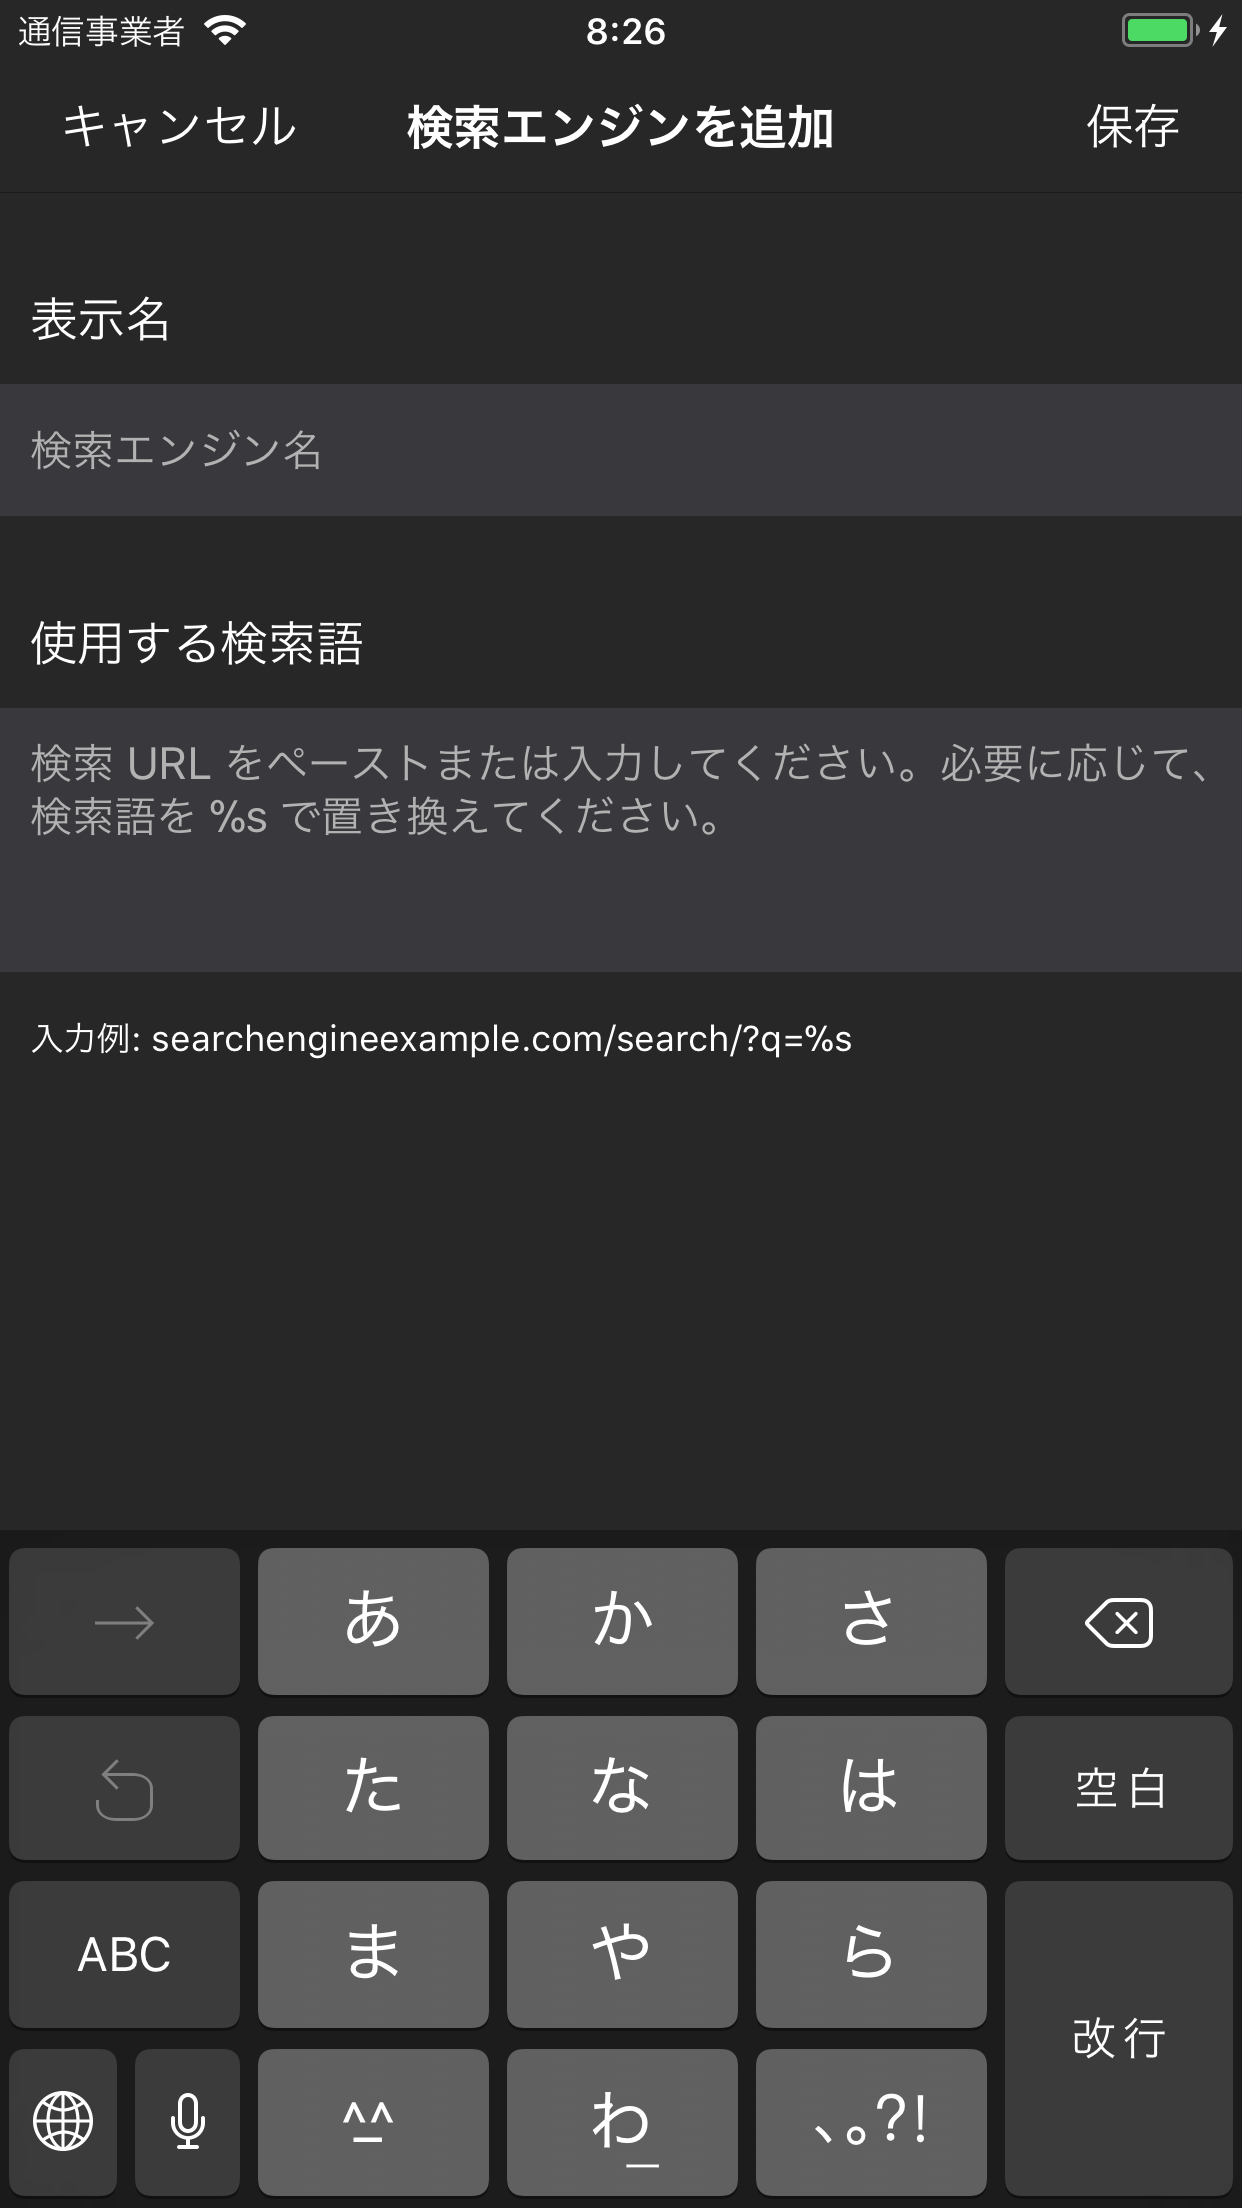 通信事業者 8:26
キャンセル 検索エンジンを追加 保存
表示名
検索エンジン名
使用する検索語
検索 URL をペーストまたは入力してください。必要に応じて、
検索語を %s で置き換えてください。
入力例: searchengineexample.com/search/?q=%s
あ か さ
た な は 空白
ABC ま や ら
改行
^_^ わ_ 、。?!